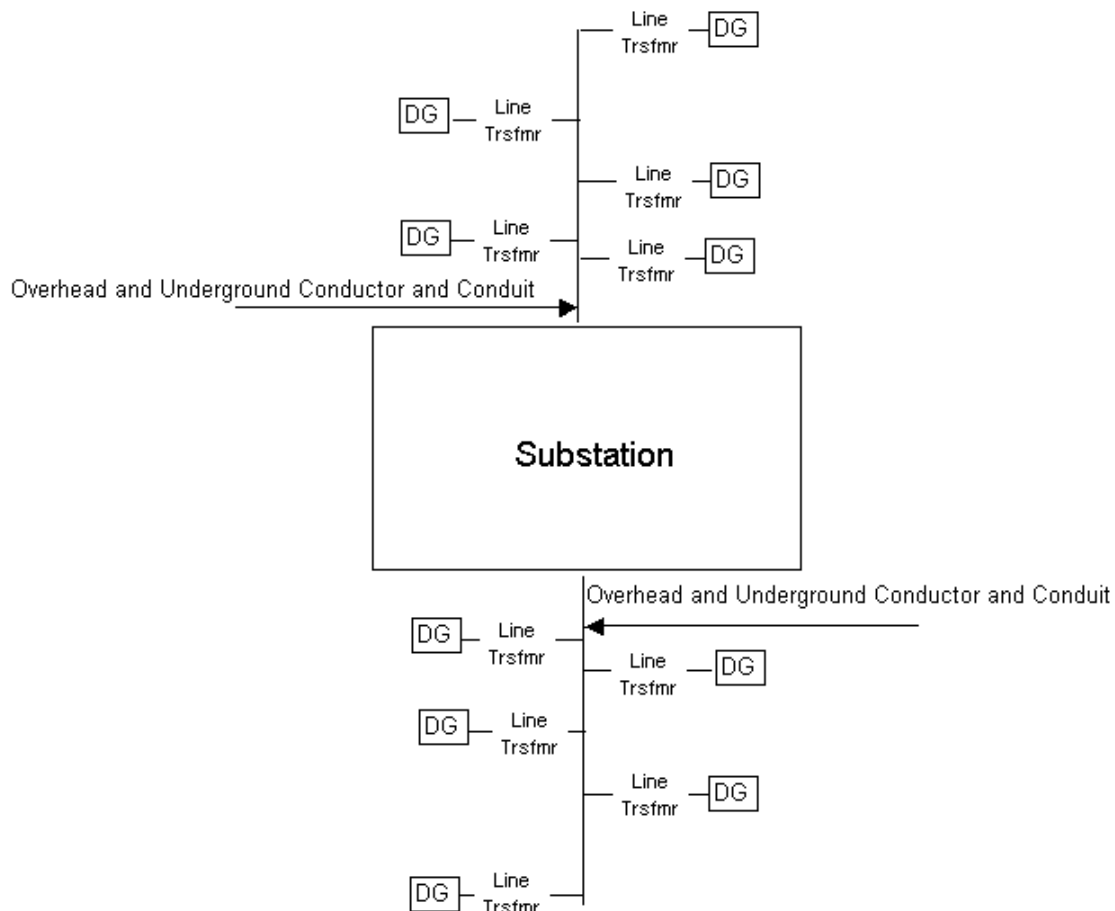 Line
Trsfmr
DG
DG
Line
Trsfmr
Line
Trsfmr
DG
DG
Line
Trsfmr
Line
Trsfmr
DG
Overhead and Underground Conductor and Conduit
Substation
Overhead and Underground Conductor and Conduit
DG
Line
Trsfmr
Line
Trsfmr
DG
DG
Line
Trsfmr
Line
Trsfmr
DG
DG
Line
Trsfmr